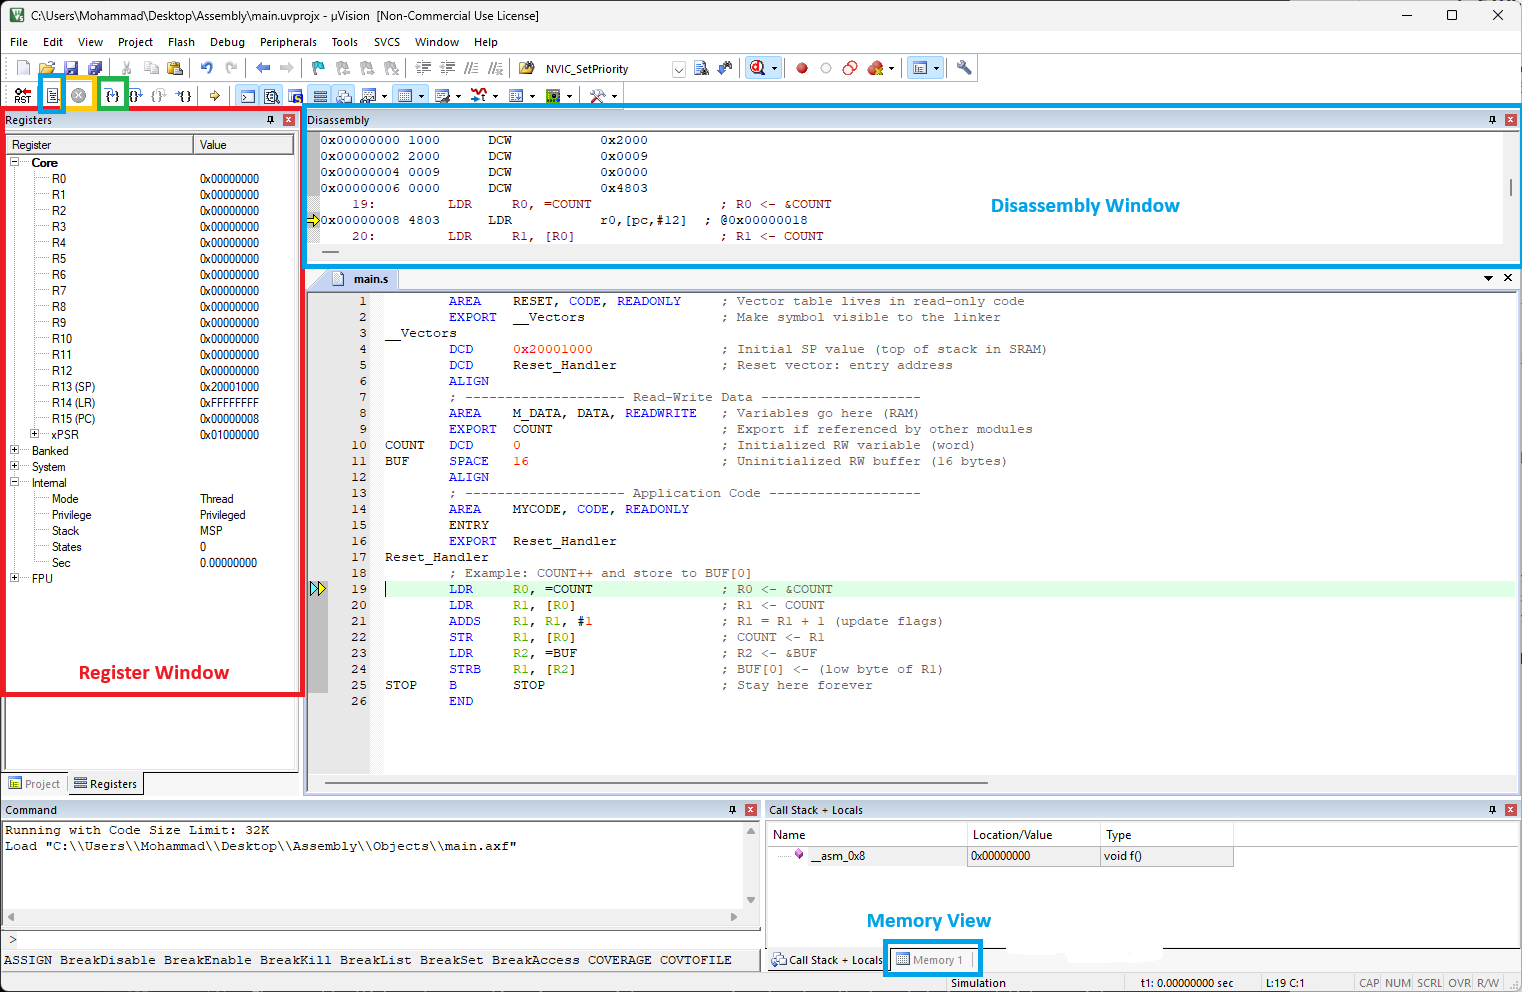 C:\Users\Mohammad\Desktop\Assembly\main.uvprojx - µVision  [Non-Commercial Use License]
File Edit View Project Flash Debug Peripherals Tools SVCS Window Help
NVIC_SetPriority
RST
Registers
Register Value
Core
R0 0x00000000
R1 0x00000000
R2 0x00000000
R3 0x00000000
R4 0x00000000
R5 0x00000000
R6 0x00000000
R7 0x00000000
R8 0x00000000
R9 0x00000000
R10 0x00000000
R11 0x00000000
R12 0x00000000
R13 (SP) 0x20001000
R14 (LR) 0xFFFFFFFF
R15 (PC) 0x00000008
xPSR 0x01000000
Banked
System
Internal
Mode Thread
Privilege Privileged
Stack MSP
States 0
Sec 0.00000000
FPU
Register Window
Project Registers
Disassembly
0x00000000 1000 DCW 0x2000
0x00000002 2000 DCW 0x0009
0x00000004 0009 DCW 0x0000
0x00000006 0000 DCW 0x4803
19: LDR R0, =COUNT ; R0 <- &COUNT
0x00000008 4803 LDR r0,[pc,#12] ; @0x00000018
20: LDR R1, [R0] ; R1 <- COUNT
Disassembly Window
main.s
1 AREA RESET, CODE, READONLY ; Vector table lives in read-only code
2 EXPORT __Vectors ; Make symbol visible to the linker
3 __Vectors
4 DCD 0x20001000 ; Initial SP value (top of stack in SRAM)
5 DCD Reset_Handler ; Reset vector: entry address
6 ALIGN
7 ; -------------------- Read-Write Data --------------------
8 AREA M_DATA, DATA, READWRITE ; Variables go here (RAM)
9 EXPORT COUNT ; Export if referenced by other modules
10 COUNT DCD 0 ; Initialized RW variable (word)
11 BUF SPACE 16 ; Uninitialized RW buffer (16 bytes)
12 ALIGN
13 ; -------------------- Application Code -------------------
14 AREA MYCODE, CODE, READONLY
15 ENTRY
16 EXPORT Reset_Handler
17 Reset_Handler
18 ; Example: COUNT++ and store to BUF[0]
19 LDR R0, =COUNT ; R0 <- &COUNT
20 LDR R1, [R0] ; R1 <- COUNT
21 ADDS R1, R1, #1 ; R1 = R1 + 1 (update flags)
22 STR R1, [R0] ; COUNT <- R1
23 LDR R2, =BUF ; R2 <- &BUF
24 STRB R1, [R2] ; BUF[0] <- (low byte of R1)
25 STOP B STOP ; Stay here forever
26 END
Command
Running with Code Size Limit: 32K
Load "C:\\Users\\Mohammad\\Desktop\\Assembly\\Objects\\main.axf"
>
ASSIGN BreakDisable BreakEnable BreakKill BreakList BreakSet BreakAccess COVERAGE COVTOFILE
Call Stack + Locals
Name Location/Value Type
__asm_0x8 0x00000000 void f()
Memory View
Call Stack + Locals Memory 1
Simulation t1: 0.00000000 sec L:19 C:1 CAP NUM SCRL OVR R/W